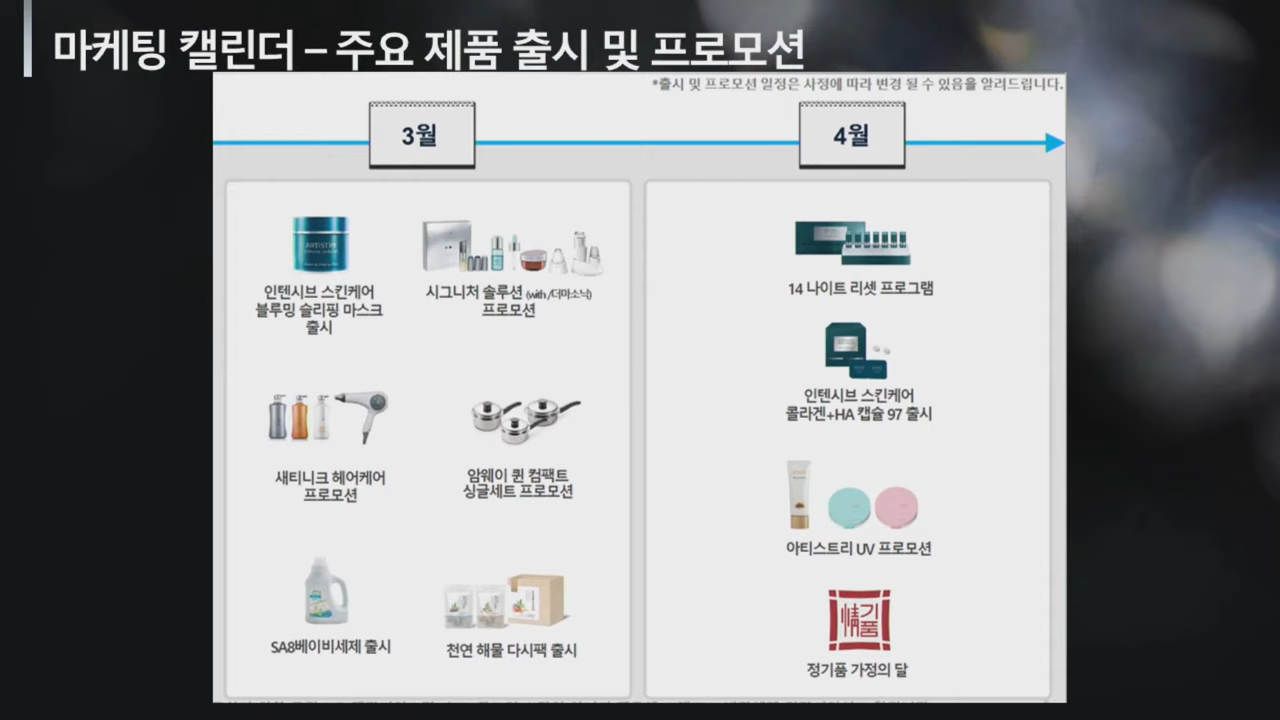 마케팅 캘린더 – 주요 제품 출시 및 프로모션
*출시 및 프로모션 일정은 사정에 따라 변경 될 수 있음을 알려드립니다.
3월
4월
ARTISTRY
인텐시브 스킨케어
블루밍 슬리핑 마스크
출시
시그니처 솔루션 (with /더마소닉)
프로모션
새티니크 헤어케어
프로모션
암웨이 퀸 컴팩트
싱글세트 프로모션
SA8베이비세제 출시
천연 해물 다시팩 출시
14 나이트 리셋 프로그램
인텐시브 스킨케어
콜라겐+HA 캡슐 97 출시
아티스트리 UV 프로모션
情기품
정기품 가정의 달